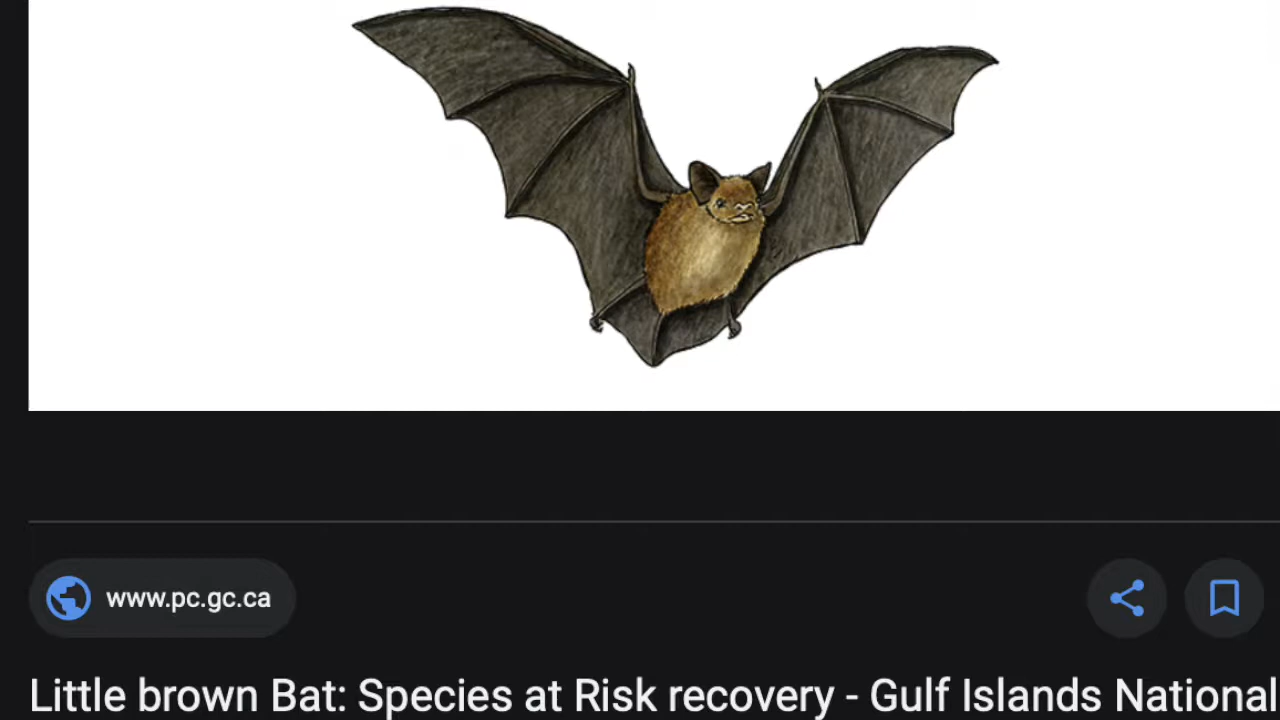 www.pc.gc.ca
Little brown Bat: Species at Risk recovery - Gulf Islands National